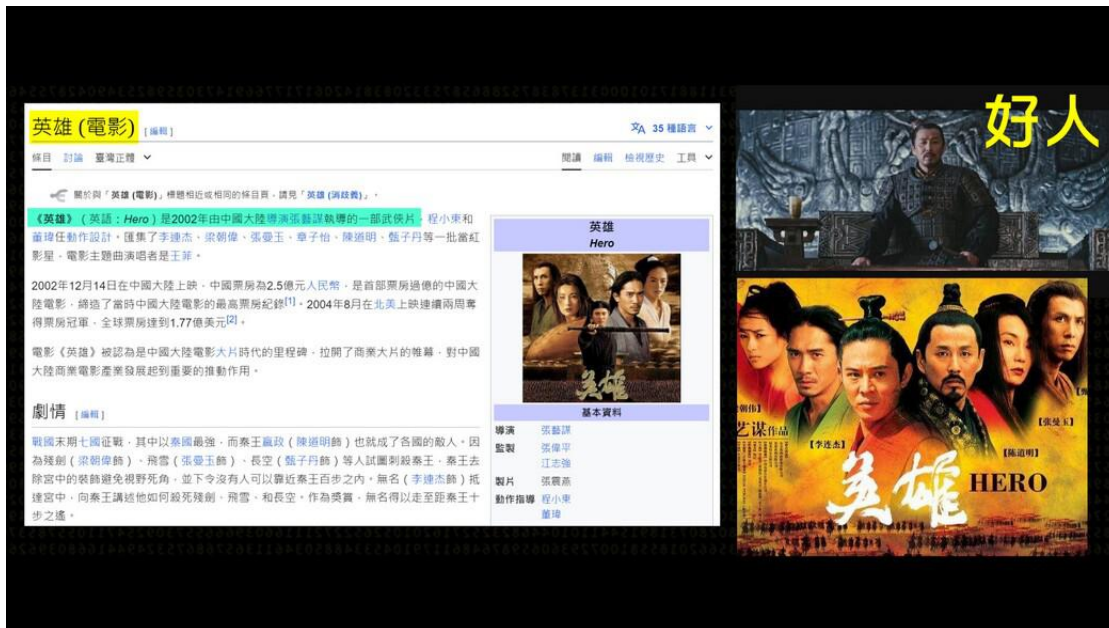 英雄 (電影) [編輯]
文A 35 種語言
條目 討論 臺灣正體
閱讀 編輯 檢視歷史 工具
關於與「英雄 (電影)」標題相近或相同的條目頁，請見「英雄 (消歧義)」。
《英雄》（英語：Hero）是2002年由中國大陸導演張藝謀執導的一部武俠片，程小東和
董瑋任動作設計。匯集了李連杰、梁朝偉、張曼玉、章子怡、陳道明、甄子丹等一批當紅
影星，電影主題曲演唱者是王菲。
2002年12月14日在中國大陸上映，中國票房為2.5億元人民幣，是首部票房過億的中國大
陸電影，締造了當時中國大陸電影的最高票房紀錄[1]。2004年8月在北美上映連續兩周奪
得票房冠軍，全球票房達到1.77億美元[2]。
電影《英雄》被認為是中國大陸電影大片時代的里程碑，拉開了商業大片的帷幕，對中國
大陸商業電影產業發展起到重要的推動作用。
劇情 [編輯]
戰國末期七國征戰，其中以秦國最強，而秦王嬴政（陳道明飾）也就成了各國的敵人。因
為殘劍（梁朝偉飾）、飛雪（張曼玉飾）、長空（甄子丹飾）等人試圖刺殺秦王，秦王去
除宮中的裝飾避免視野死角，並下令沒有人可以靠近秦王百步之內。無名（李連杰飾）抵
達宮中，向秦王講述他如何殺死殘劍、飛雪、和長空。作為獎賞，無名得以走至距秦王十
步之遙。
英雄
Hero
英雄
基本資料
導演 張藝謀
監製 張偉平
江志強
製片 張震燕
動作指導 程小東
董瑋
好人
艺谋作品
【李连杰】
【陈道明】
【张曼玉】
英雄 HERO